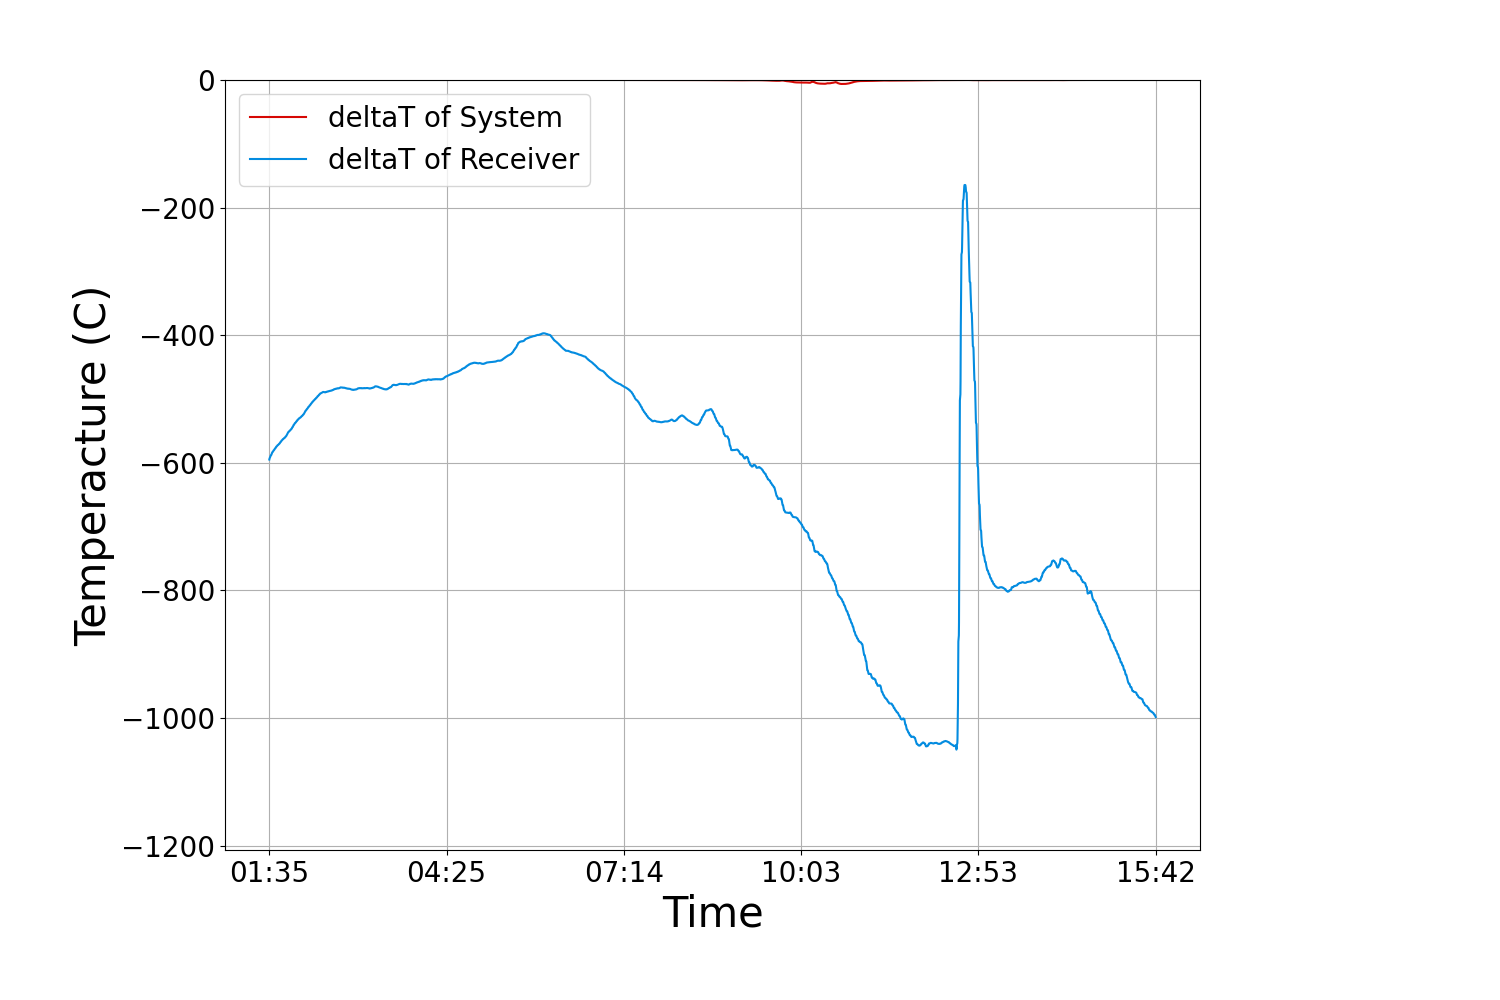 0
deltaT of System
deltaT of Receiver
−200
−400
−600
−800
−1000
−1200
Temperacture (C)
01:35 04:25 07:14 10:03 12:53 15:42
Time